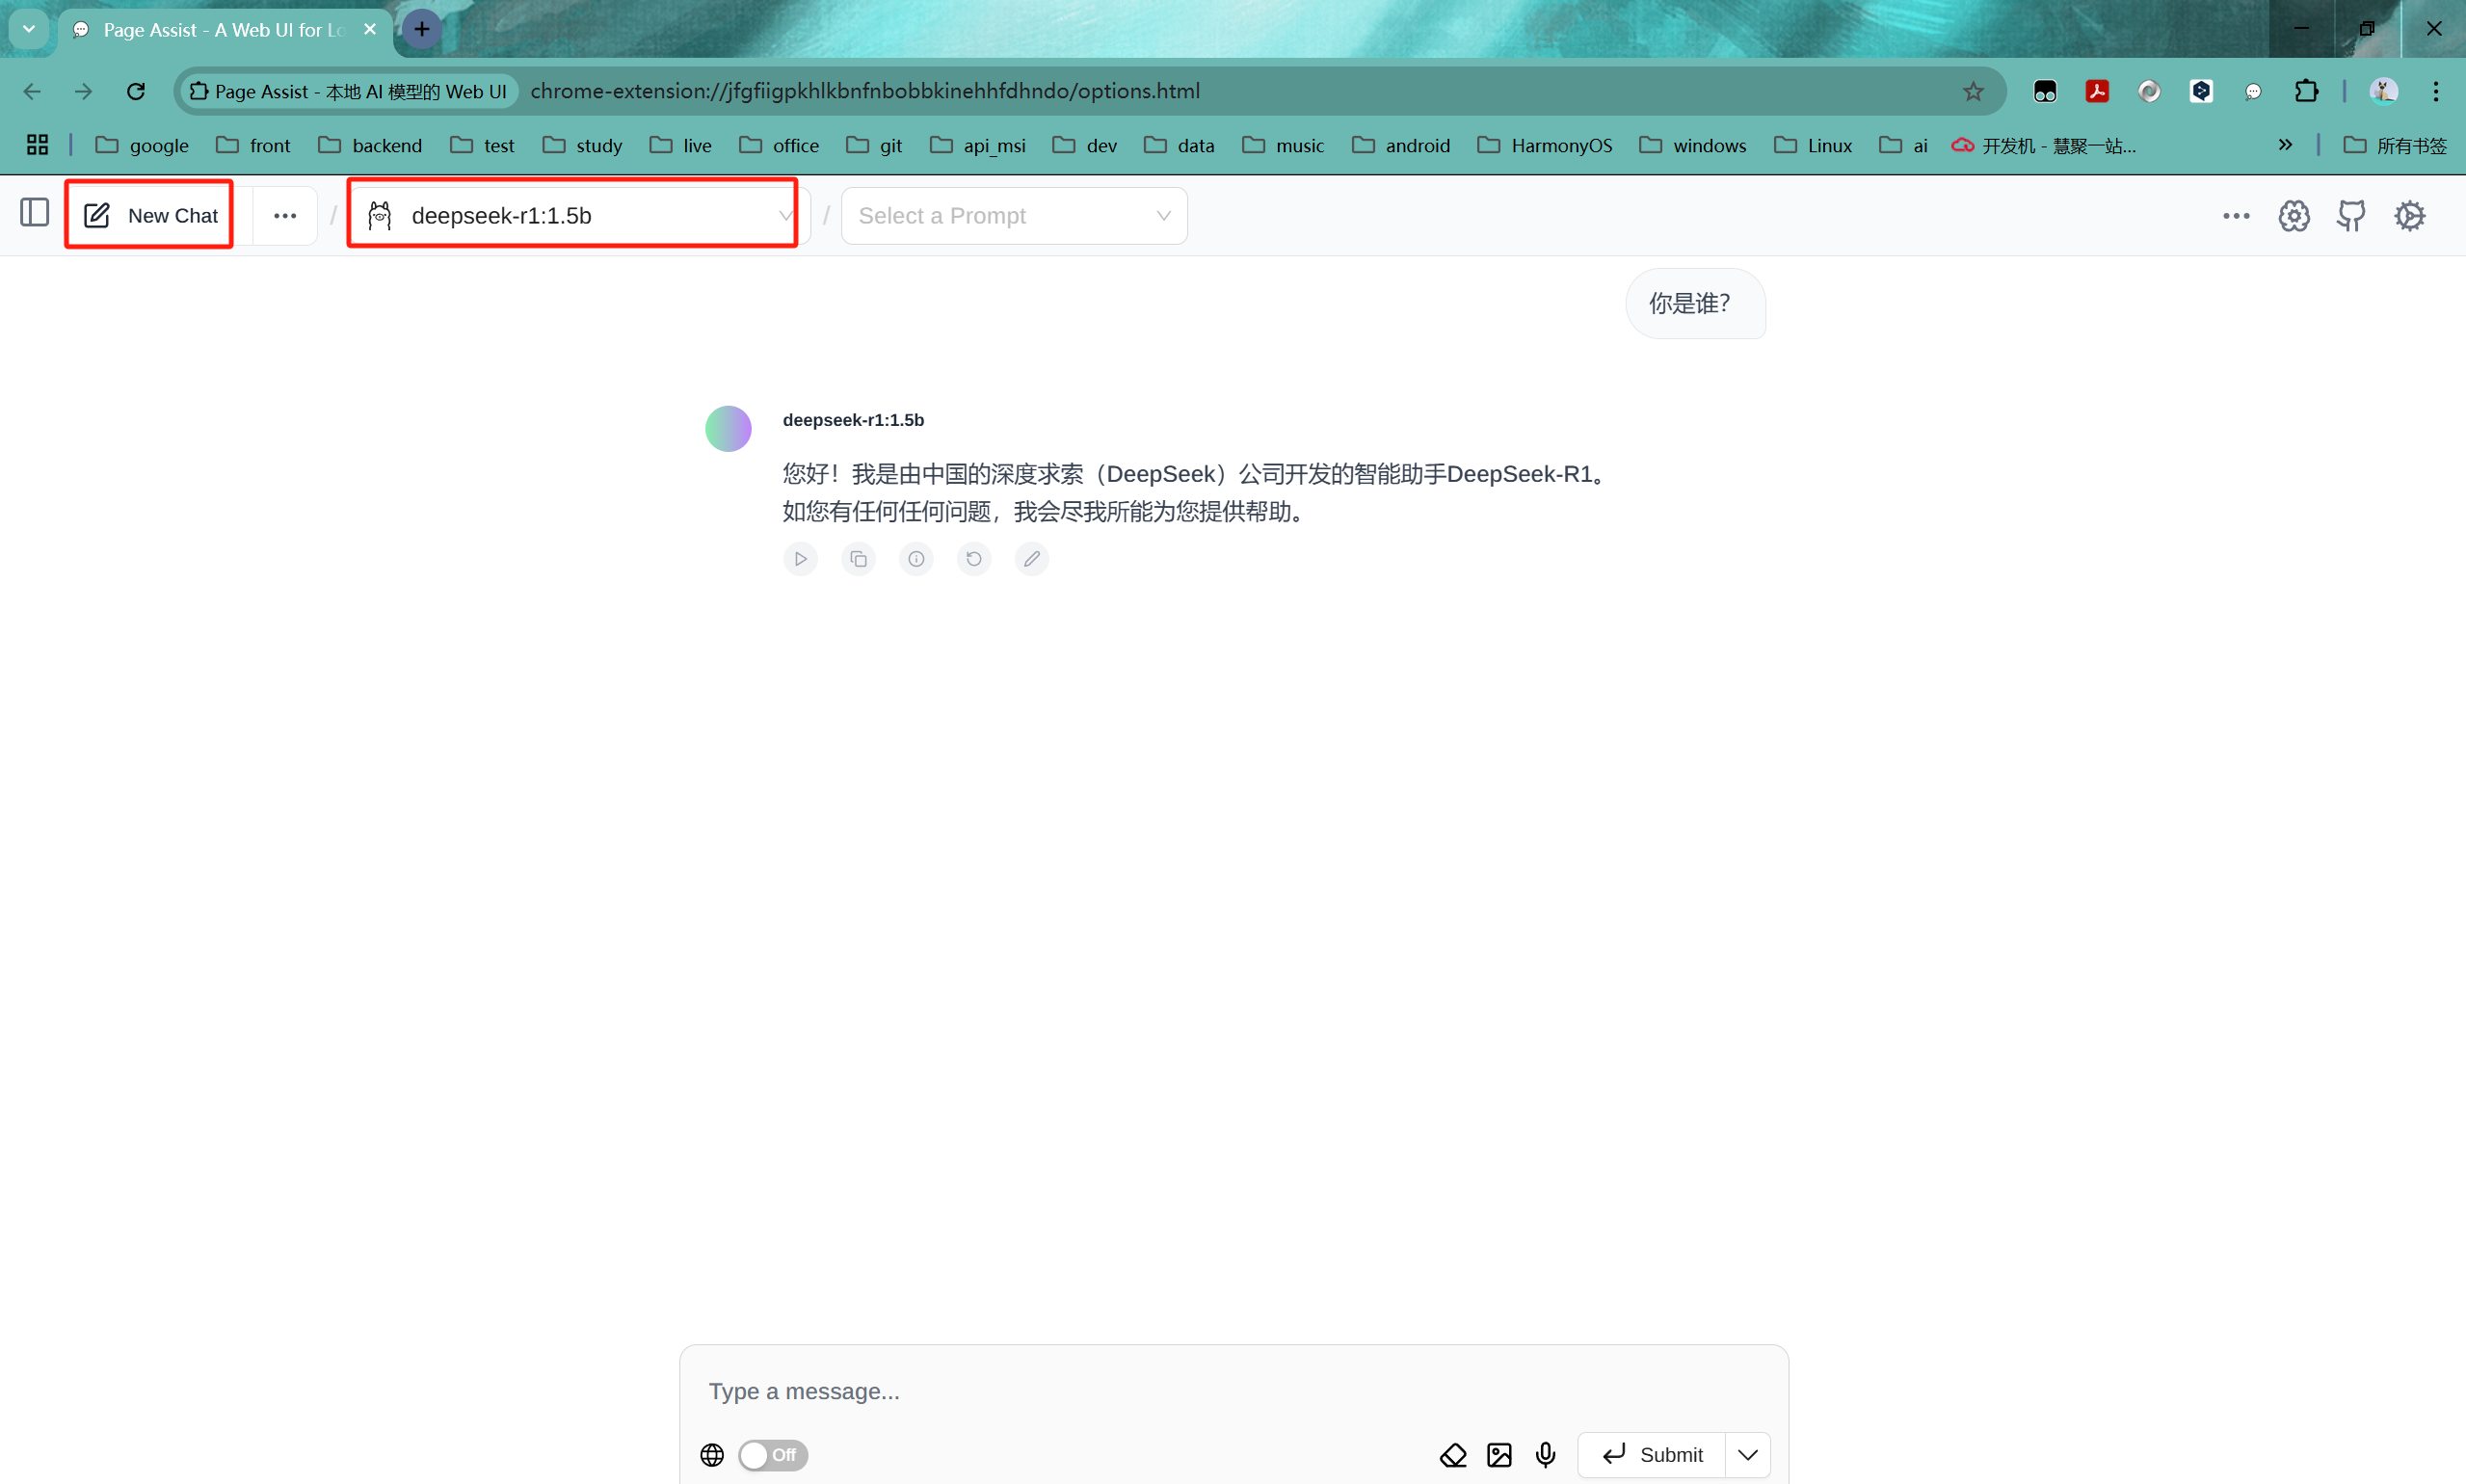 Page Assist - A Web UI for Lo
Page Assist - 本地 AI 模型的 Web UI
chrome-extension://jfgfiigpkhlkbnfnbobbkinehhfdhndo/options.html
google front backend test study live office git api_msi dev data music android HarmonyOS windows Linux ai 开发机 - 慧聚一站... 所有书签
New Chat / deepseek-r1:1.5b / Select a Prompt
你是谁?
deepseek-r1:1.5b
您好！我是由中国的深度求索（DeepSeek）公司开发的智能助手DeepSeek-R1。
如您有任何任何问题，我会尽我所能为您提供帮助。
Type a message...
Off Submit